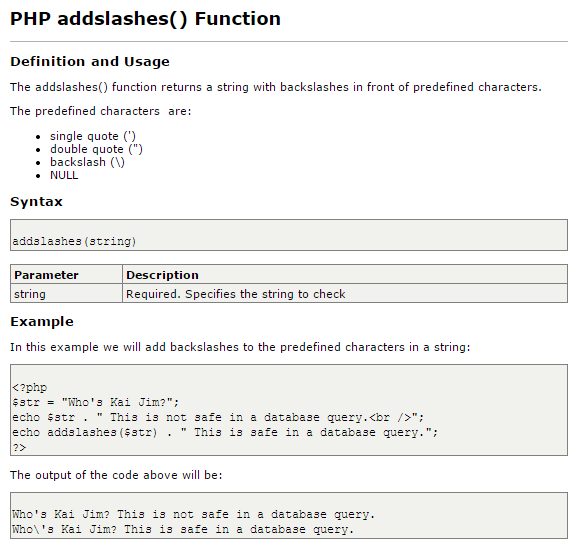 PHP addslashes() Function
Definition and Usage
The addslashes() function returns a string with backslashes in front of predefined characters.
The predefined characters  are:
single quote (')
double quote (")
backslash (\)
NULL
Syntax
addslashes(string)
Parameter Description
string Required. Specifies the string to check
Example
In this example we will add backslashes to the predefined characters in a string:
<?php
$str = "Who's Kai Jim?";
echo $str . " This is not safe in a database query.<br />";
echo addslashes($str) . " This is safe in a database query.";
?>
The output of the code above will be:
Who's Kai Jim? This is not safe in a database query.
Who\'s Kai Jim? This is safe in a database query.